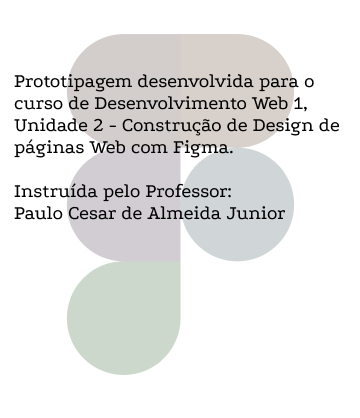 Prototipagem desenvolvida para o
curso de Desenvolvimento Web 1,
Unidade 2 - Construção de Design de
páginas Web com Figma.
Instruída pelo Professor:
Paulo Cesar de Almeida Junior